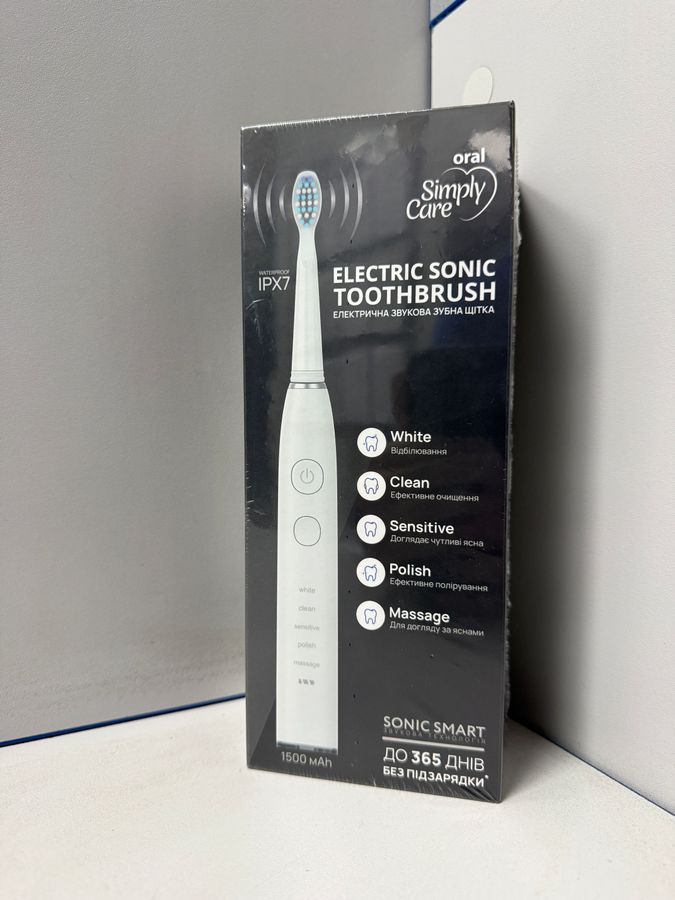 oral
Simply
Care
WATERPROOF
IPX7
ELECTRIC SONIC
TOOTHBRUSH
ЕЛЕКТРИЧНА ЗВУКОВА ЗУБНА ЩІТКА
White
Відбілювання
Clean
Ефективне очищення
Sensitive
Доглядає чутливі ясна
Polish
Ефективне полірування
Massage
Для догляду за яснами
white
clean
sensitive
polish
massage
SONIC SMART
ЗВУКОВА ТЕХНОЛОГІЯ
ДО 365 ДНІВ
БЕЗ ПІДЗАРЯДКИ*
1500 мАh